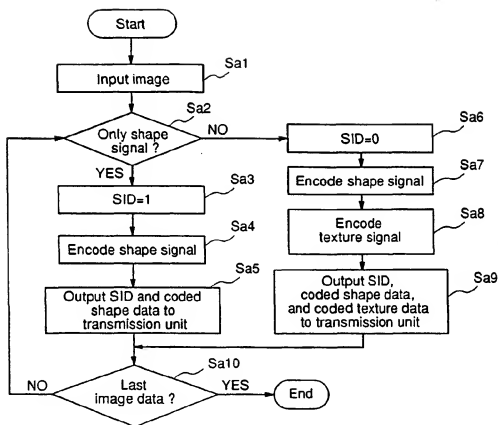 Start
Input image
Sa1
Sa2
Only shape
signal ?
NO
YES
SID=1
Sa3
Encode shape signal
Sa4
Output SID and coded
shape data to
transmission unit
Sa5
SID=0
Sa6
Encode shape signal
Sa7
Encode
texture signal
Sa8
Output SID,
coded shape data,
and coded texture data
to transmission unit
Sa9
Sa10
NO
Last
image data ?
YES
End